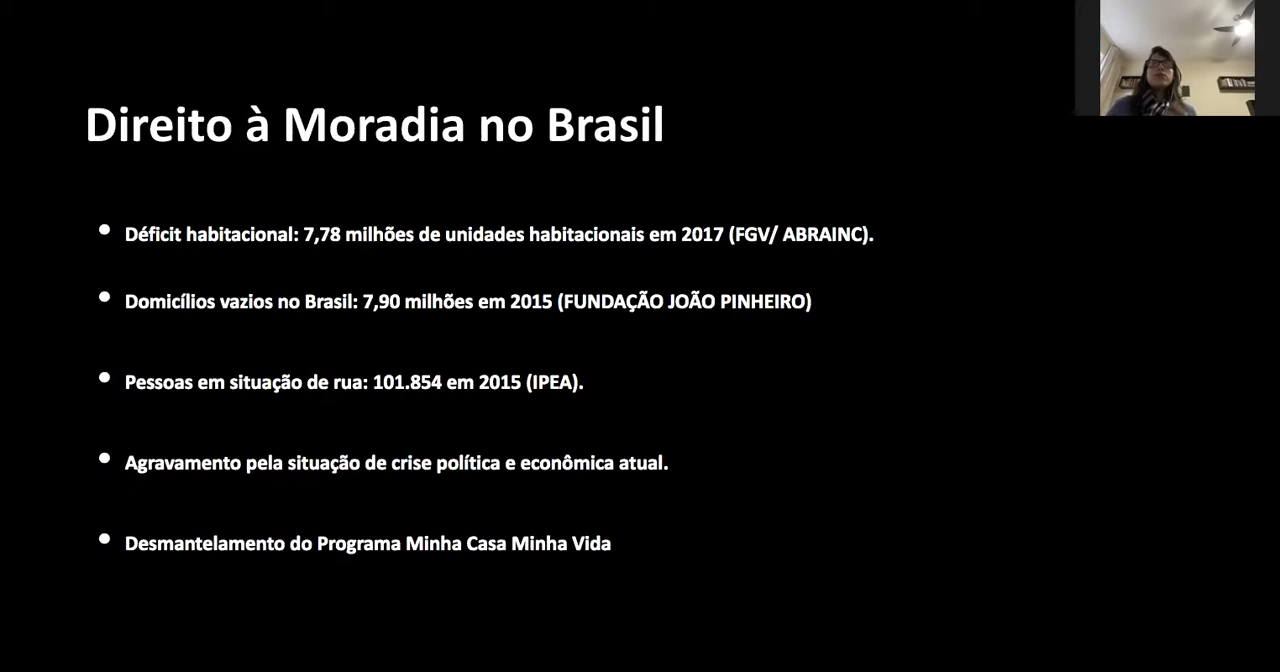 Direito à Moradia no Brasil
• Déficit habitacional: 7,78 milhões de unidades habitacionais em 2017 (FGV/ ABRAINC).
• Domicílios vazios no Brasil: 7,90 milhões em 2015 (FUNDAÇÃO JOÃO PINHEIRO)
• Pessoas em situação de rua: 101.854 em 2015 (IPEA).
• Agravamento pela situação de crise política e econômica atual.
• Desmantelamento do Programa Minha Casa Minha Vida